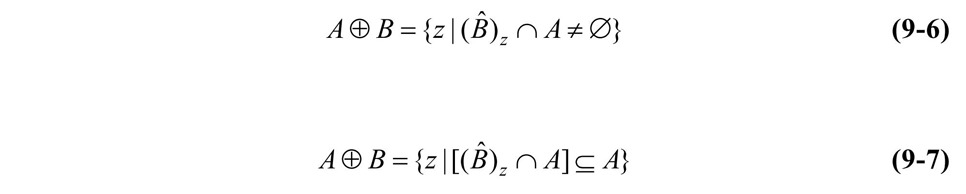 A ⊕ B = {z | (B̂)_z ∩ A ≠ ∅} (9-6)
A ⊕ B = {z | [(B̂)_z ∩ A] ⊆ A} (9-7)